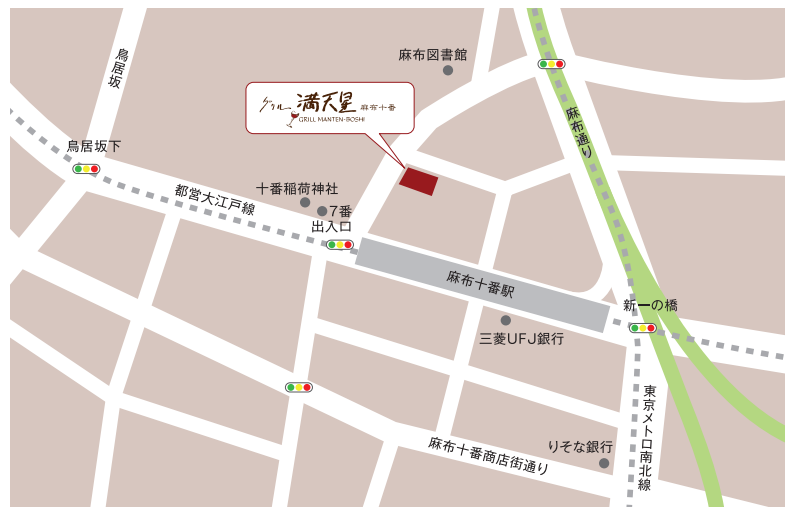 麻布図書館
鳥居坂
グリル 満天星 麻布十番
GRILL MANTEN-BOSHI
麻布通り
鳥居坂下
十番稲荷神社
都営大江戸線
7番
出入口
麻布十番駅
新一の橋
三菱UFJ銀行
東京メトロ南北線
麻布十番商店街通り
りそな銀行